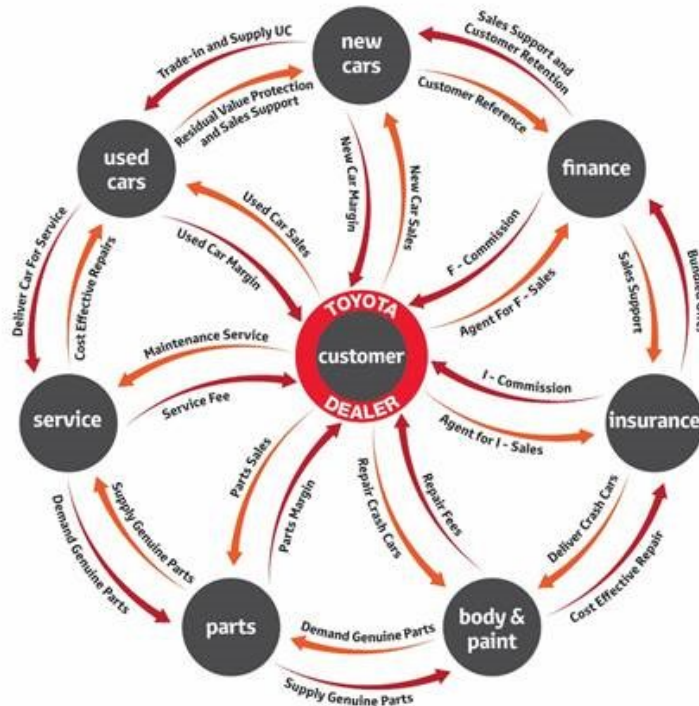 new
cars
Sales Support and
Customer Retention
Trade-in and Supply UC
Residual Value Protection
and Sales Support
Customer Reference
used
cars
finance
New Car Margin
New Car Sales
Used Car Sales
Used Car Margin
F - Commission
Agent For F - Sales
Deliver Car For Service
Cost Effective Repairs
Sales Support
Bundled
TOYOTA
customer
DEALER
Maintenance Service
Service Fee
I - Commission
Agent for I - Sales
service
insurance
Parts Sales
Parts Margin
Repair Crash Cars
Repair Fees
Supply Genuine Parts
Demand Genuine Parts
Deliver Crash Cars
Cost Effective Repair
parts
body &
paint
Demand Genuine Parts
Supply Genuine Parts